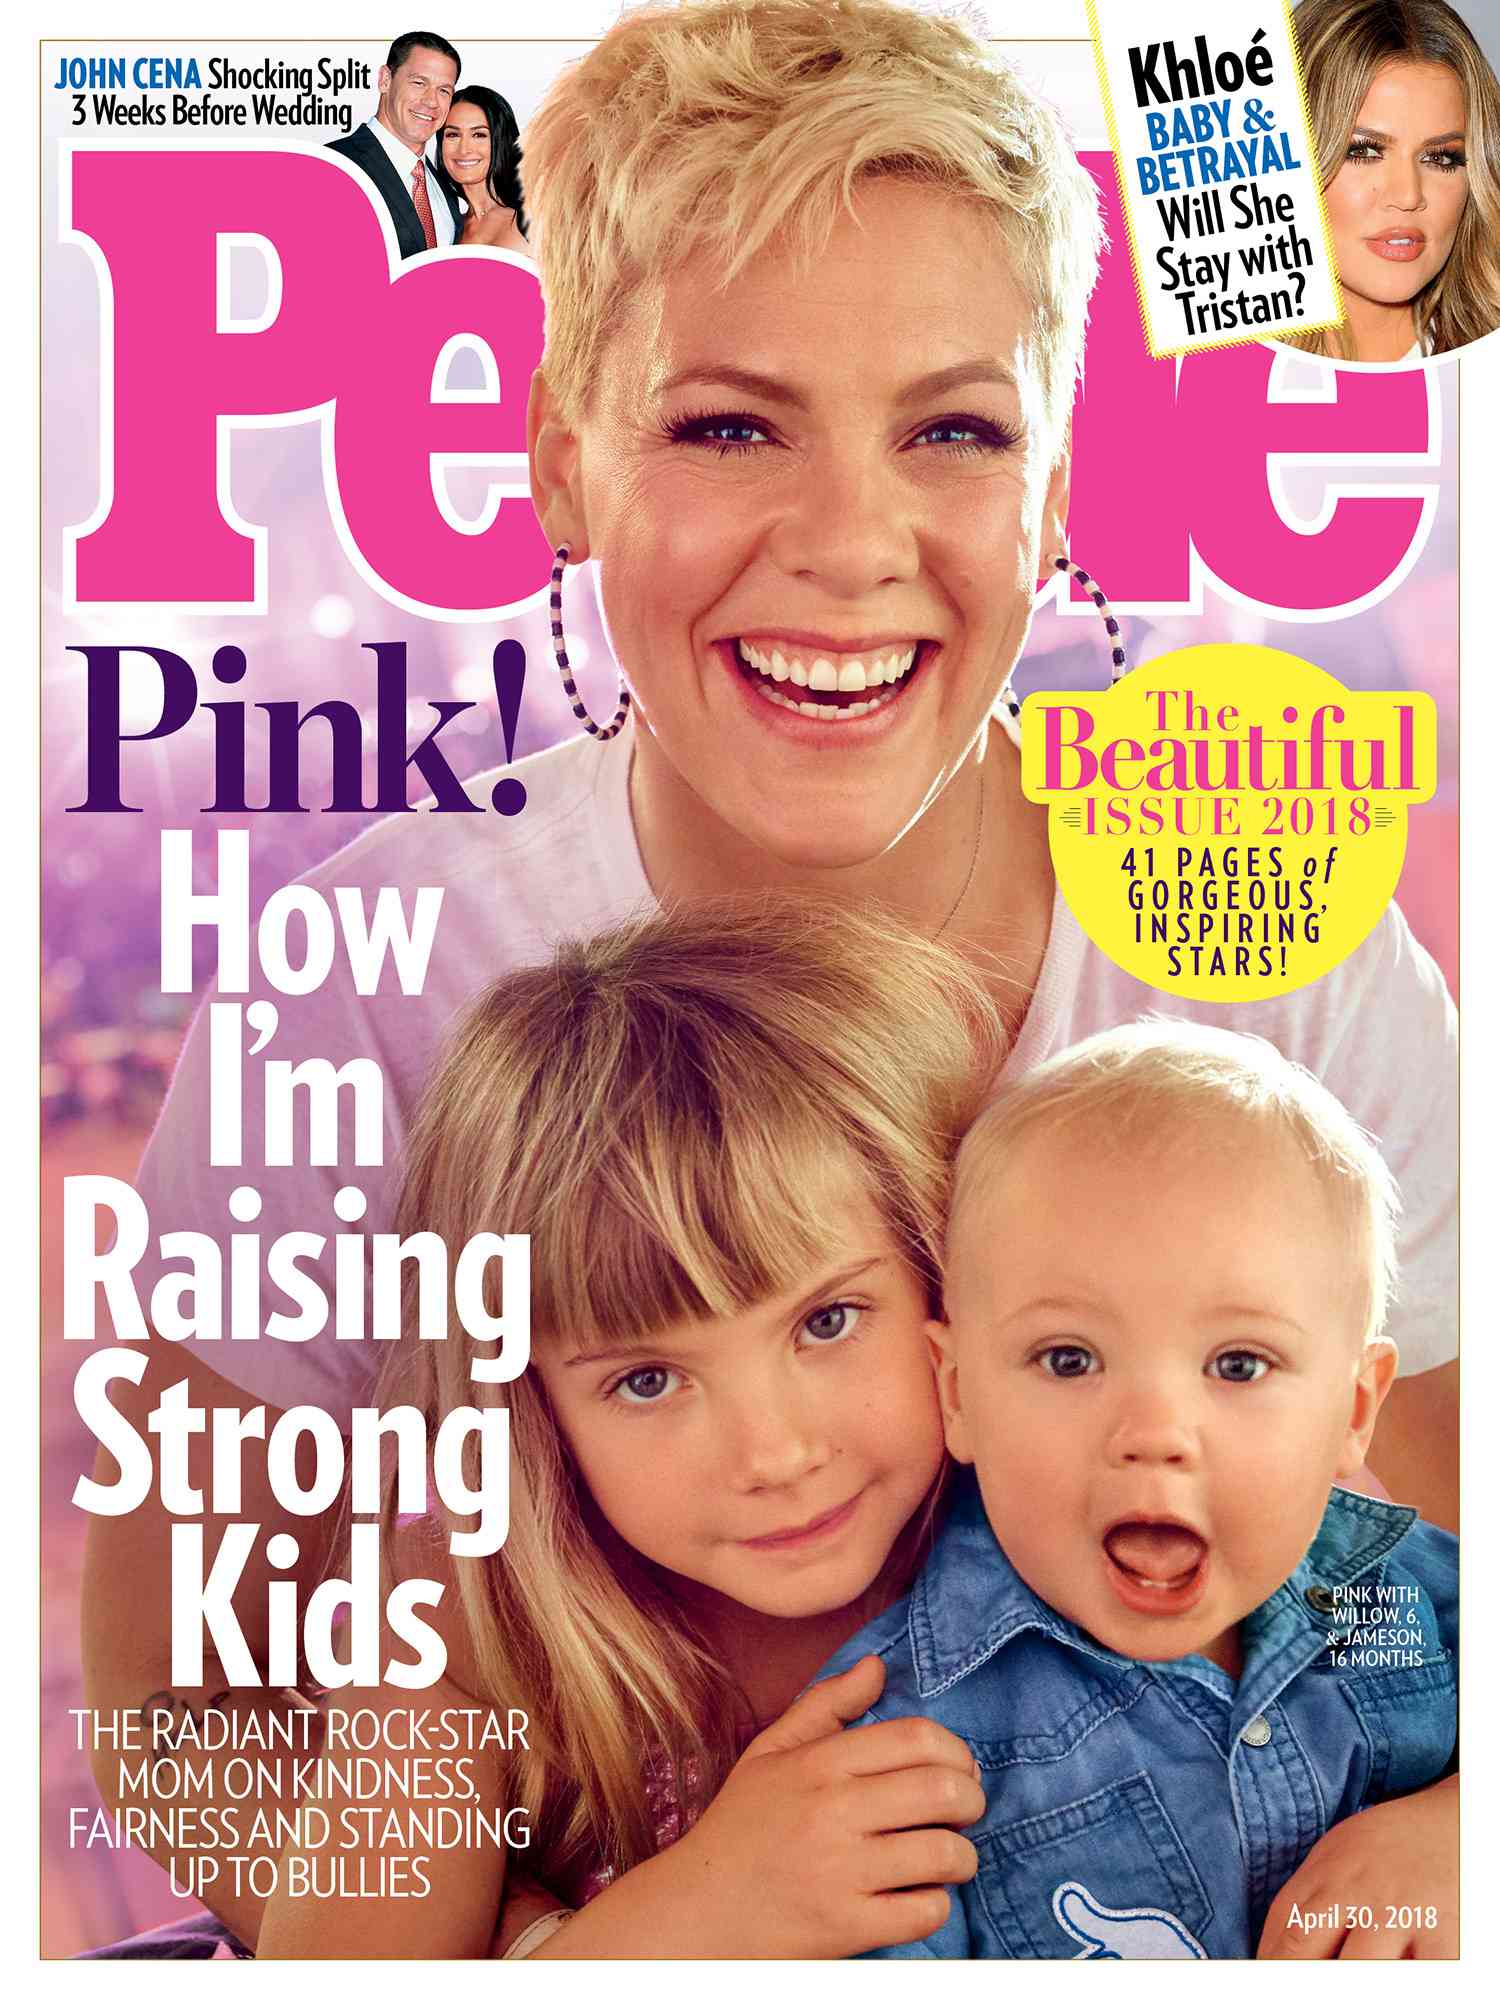 JOHN CENA Shocking Split
3 Weeks Before Wedding
Khloé
BABY &
BETRAYAL
Will She
Stay with
Tristan?
People
Pink!
How
I'm
Raising
Strong
Kids
THE RADIANT ROCK-STAR
MOM ON KINDNESS,
FAIRNESS AND STANDING
UP TO BULLIES
The
Beautiful
ISSUE 2018
41 PAGES of
GORGEOUS,
INSPIRING
STARS!
PINK WITH
WILLOW, 6,
& JAMESON,
16 MONTHS
April 30, 2018